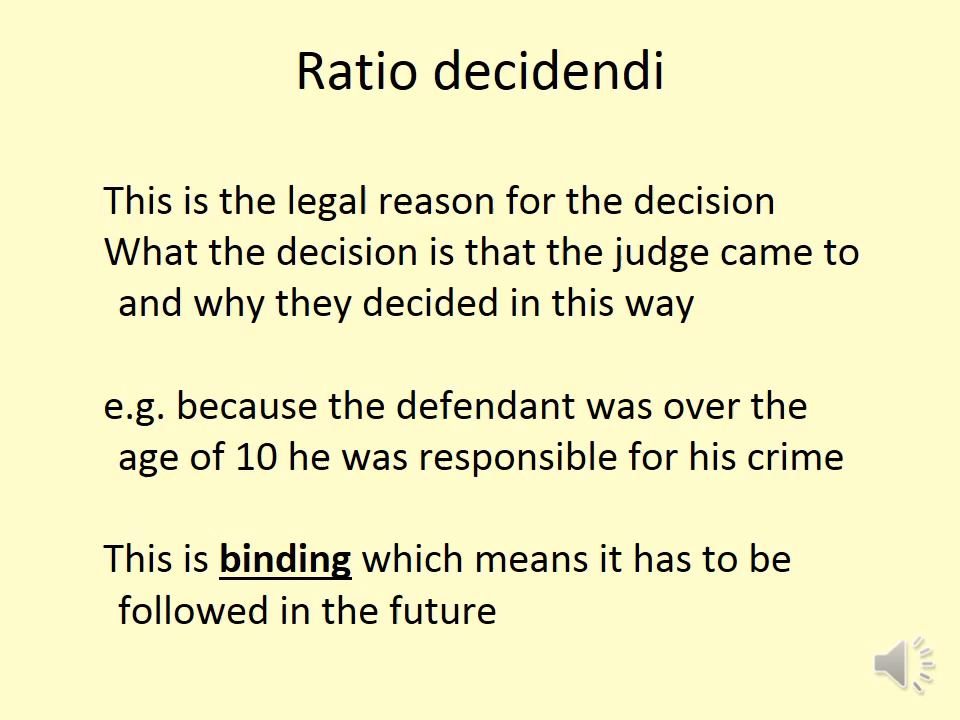 Ratio decidendi
This is the legal reason for the decision
What the decision is that the judge came to
and why they decided in this way
e.g. because the defendant was over the
age of 10 he was responsible for his crime
This is binding which means it has to be
followed in the future